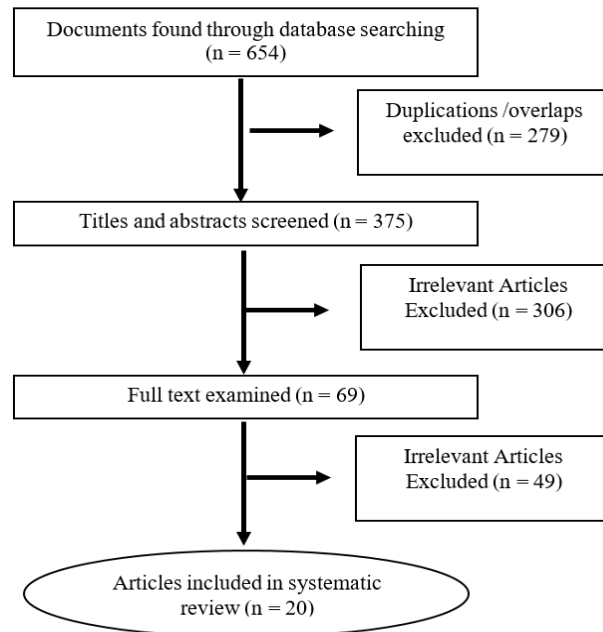 Documents found through database searching
(n = 654)
Duplications /overlaps
excluded (n = 279)
Titles and abstracts screened (n = 375)
Irrelevant Articles
Excluded (n = 306)
Full text examined (n = 69)
Irrelevant Articles
Excluded (n = 49)
Articles included in systematic
review (n = 20)